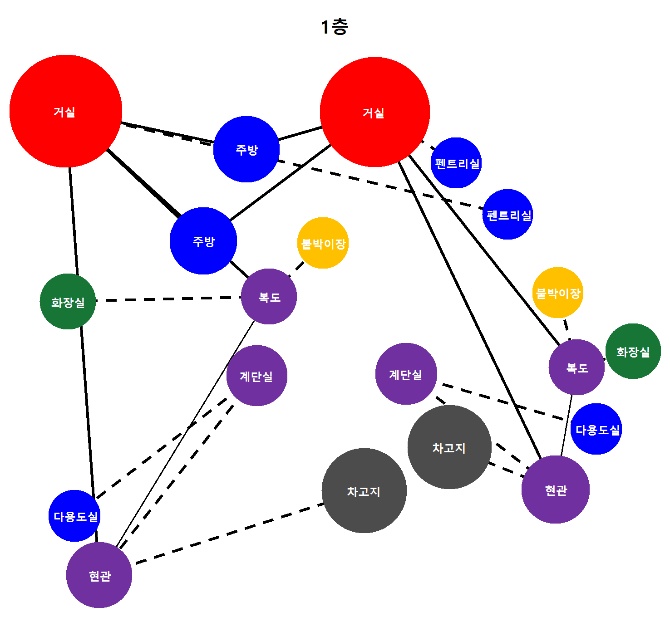 1층
거실
거실
주방
펜트리실
펜트리실
주방
붙박이장
복도
화장실
붙박이장
화장실
복도
계단실
계단실
다용도실
차고지
차고지
현관
다용도실
현관